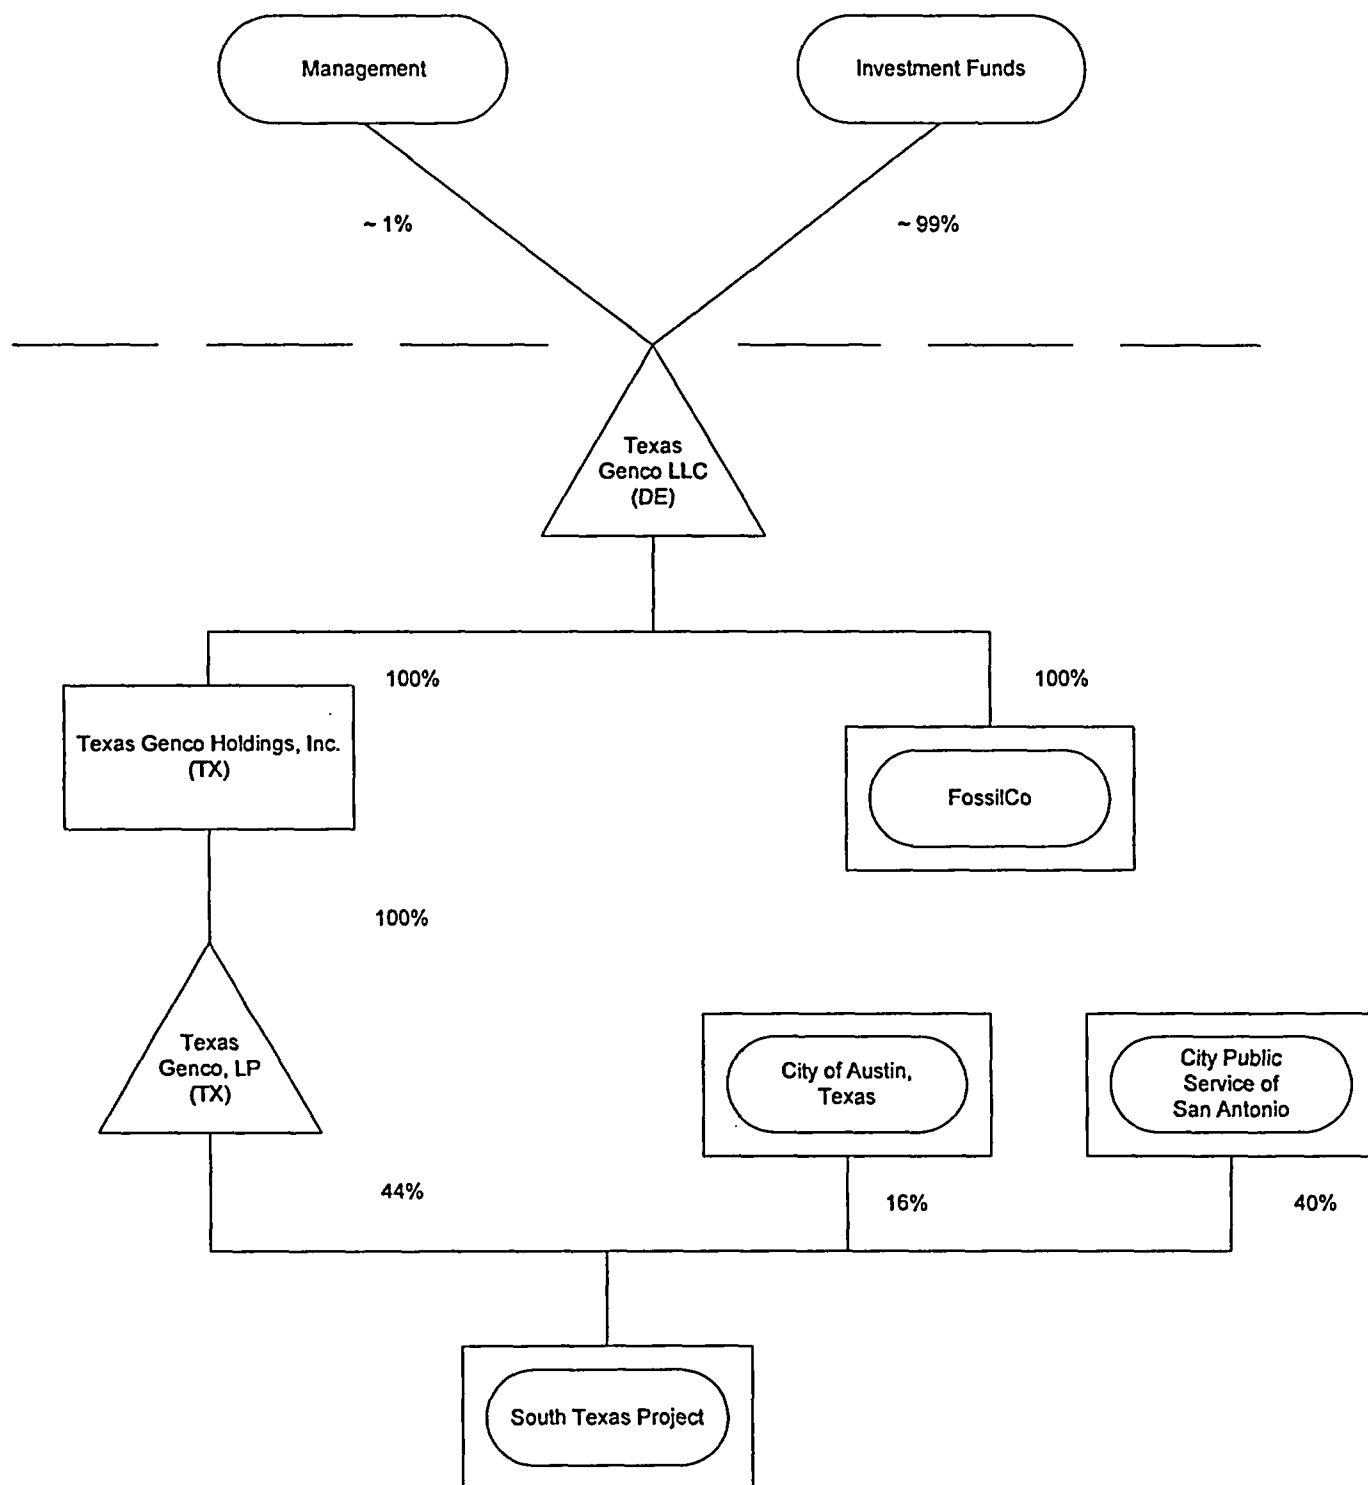 Management
Investment Funds
~ 1%
~ 99%
Texas
Genco LLC
(DE)
100%
100%
Texas Genco Holdings, Inc.
(TX)
FossilCo
100%
Texas
Genco, LP
(TX)
City of Austin,
Texas
City Public
Service of
San Antonio
44%
16%
40%
South Texas Project